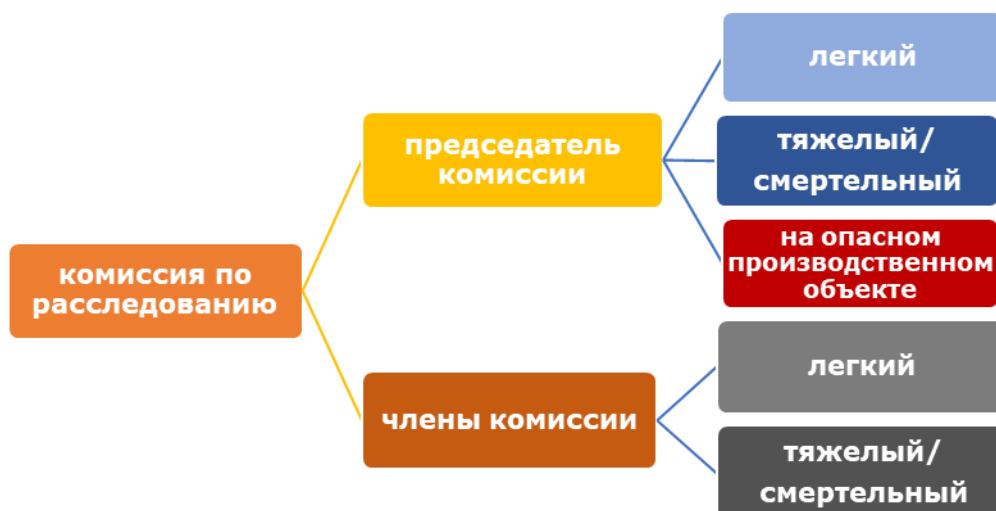 легкий
председатель
комиссии
тяжелый/
смертельный
на опасном
производственном
объекте
комиссия по
расследованию
легкий
члены комиссии
тяжелый/
смертельный